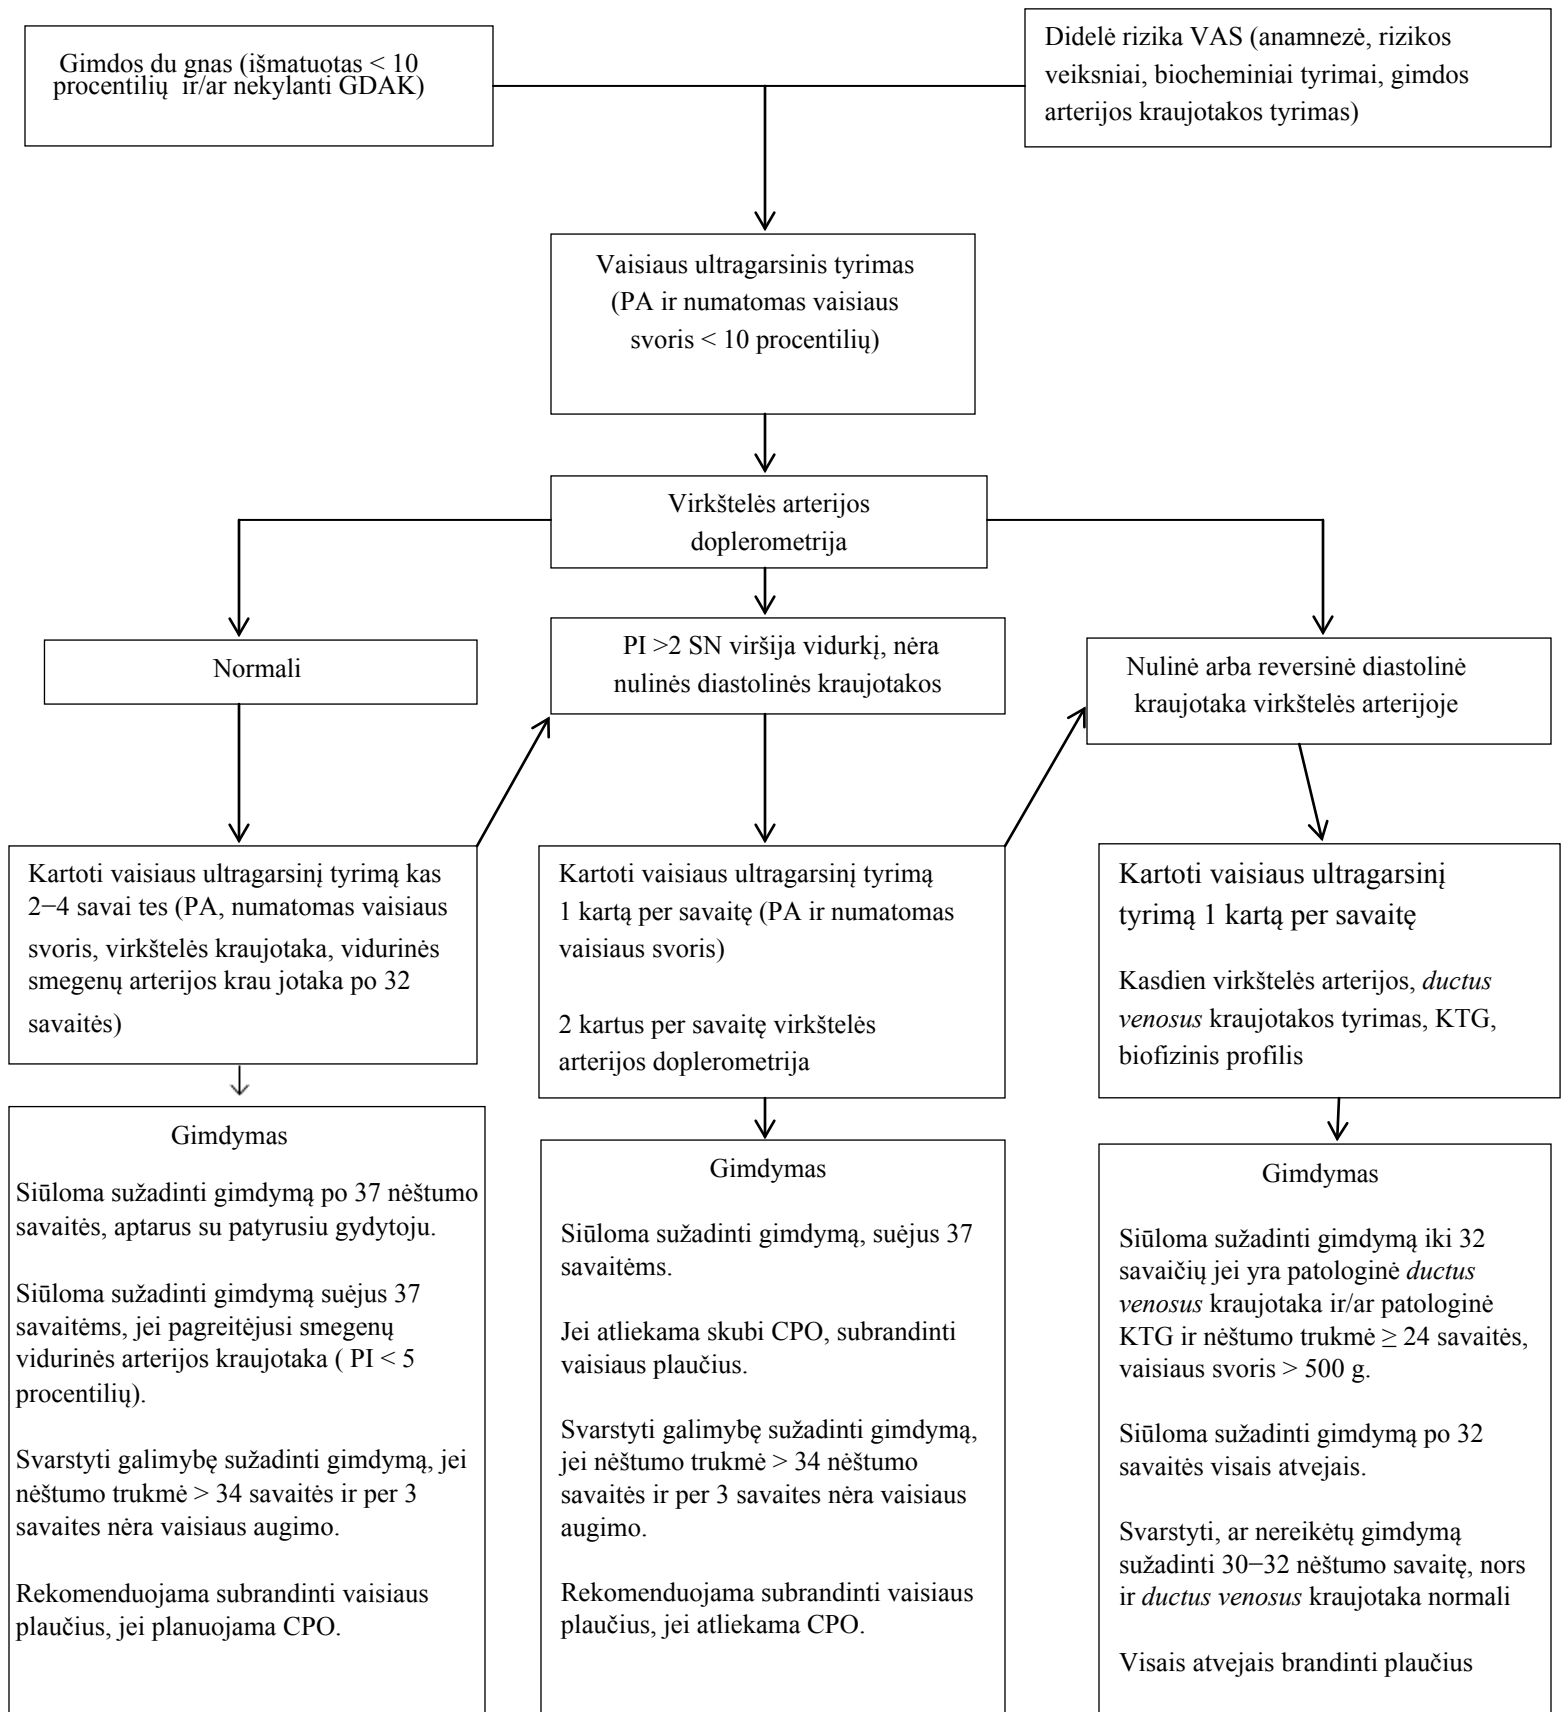 Gimdos du gnas (išmatuotas < 10
procentilių ir/ar nekylanti GDAK)
Didelė rizika VAS (anamnezė, rizikos
veiksniai, biocheminiai tyrimai, gimdos
arterijos kraujotakos tyrimas)
Vaisiaus ultragarsinis tyrimas
(PA ir numatomas vaisiaus
svoris < 10 procentilių)
Virkštelės arterijos
doplerometrija
Normali
PI >2 SN viršija vidurkį, nėra
nulinės diastolinės kraujotakos
Nulinė arba reversinė diastolinė
kraujotaka virkštelės arterijoje
Kartoti vaisiaus ultragarsinį tyrimą kas
2−4 savai tes (PA, numatomas vaisiaus
svoris, virkštelės kraujotaka, vidurinės
smegenų arterijos krau jotaka po 32
savaitės)
Kartoti vaisiaus ultragarsinį tyrimą
1 kartą per savaitę (PA ir numatomas
vaisiaus svoris)
2 kartus per savaitę virkštelės
arterijos doplerometrija
Kartoti vaisiaus ultragarsinį
tyrimą 1 kartą per savaitę
Kasdien virkštelės arterijos, ductus
venosus kraujotakos tyrimas, KTG,
biofizinis profilis
Gimdymas
Siūloma sužadinti gimdymą po 37 nėštumo
savaitės, aptarus su patyrusiu gydytoju.
Siūloma sužadinti gimdymą suėjus 37
savaitėms, jei pagreitėjusi smegenų
vidurinės arterijos kraujotaka ( PI < 5
procentilių).
Svarstyti galimybę sužadinti gimdymą, jei
nėštumo trukmė > 34 savaitės ir per 3
savaites nėra vaisiaus augimo.
Rekomenduojama subrandinti vaisiaus
plaučius, jei planuojama CPO.
Gimdymas
Siūloma sužadinti gimdymą, suėjus 37
savaitėms.
Jei atliekama skubi CPO, subrandinti
vaisiaus plaučius.
Svarstyti galimybę sužadinti gimdymą,
jei nėštumo trukmė > 34 nėštumo
savaitės ir per 3 savaites nėra vaisiaus
augimo.
Rekomenduojama subrandinti vaisiaus
plaučius, jei atliekama CPO.
Gimdymas
Siūloma sužadinti gimdymą iki 32
savaičių jei yra patologinė ductus
venosus kraujotaka ir/ar patologinė
KTG ir nėštumo trukmė ≥ 24 savaitės,
vaisiaus svoris > 500 g.
Siūloma sužadinti gimdymą po 32
savaitės visais atvejais.
Svarstyti, ar nereikėtų gimdymą
sužadinti 30−32 nėštumo savaitę, nors
ir ductus venosus kraujotaka normali
Visais atvejais brandinti plaučius